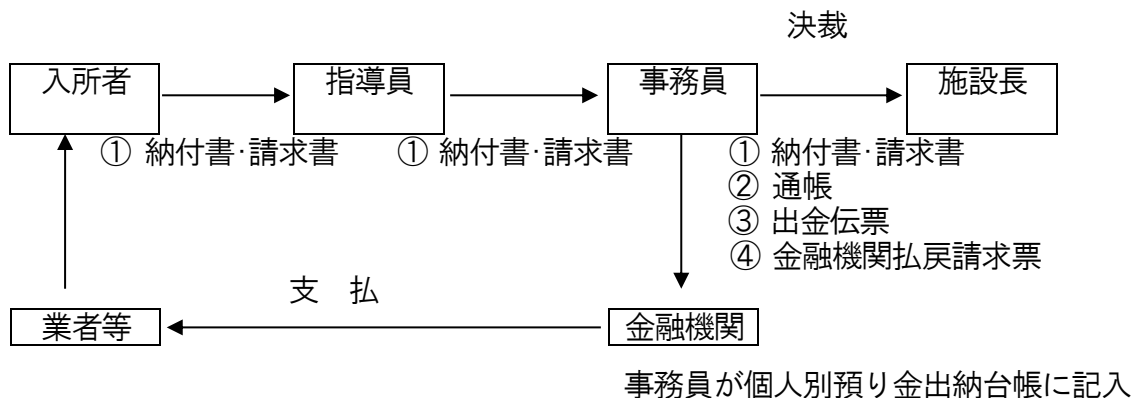 決裁
入所者 指導員 事務員 施設長
① 納付書･請求書 ① 納付書･請求書 ① 納付書･請求書
② 通帳
③ 出金伝票
④ 金融機関払戻請求票
支　払
業者等 金融機関
事務員が個人別預り金出納台帳に記入